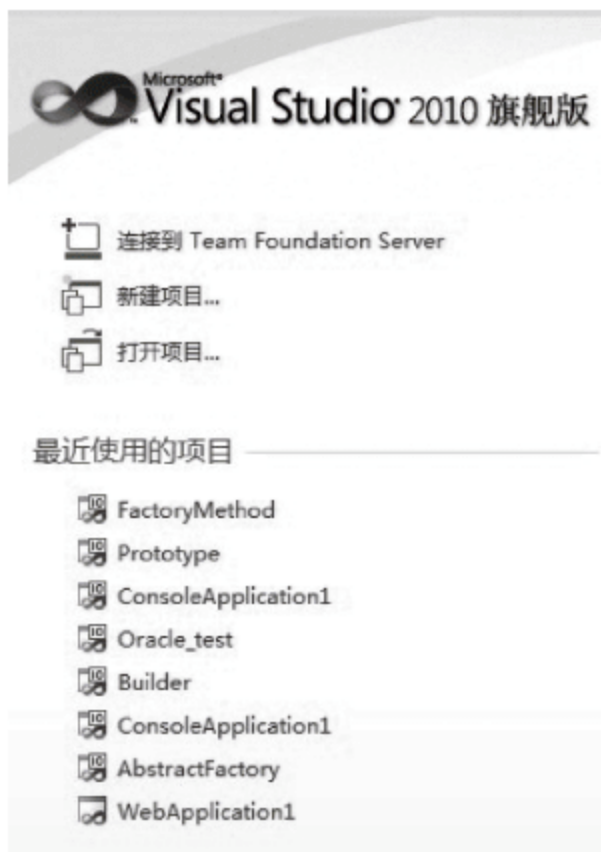 Microsoft®
Visual Studio® 2010 旗舰版
连接到 Team Foundation Server
新建项目...
打开项目...
最近使用的项目
FactoryMethod
Prototype
ConsoleApplication1
Oracle_test
Builder
ConsoleApplication1
AbstractFactory
WebApplication1